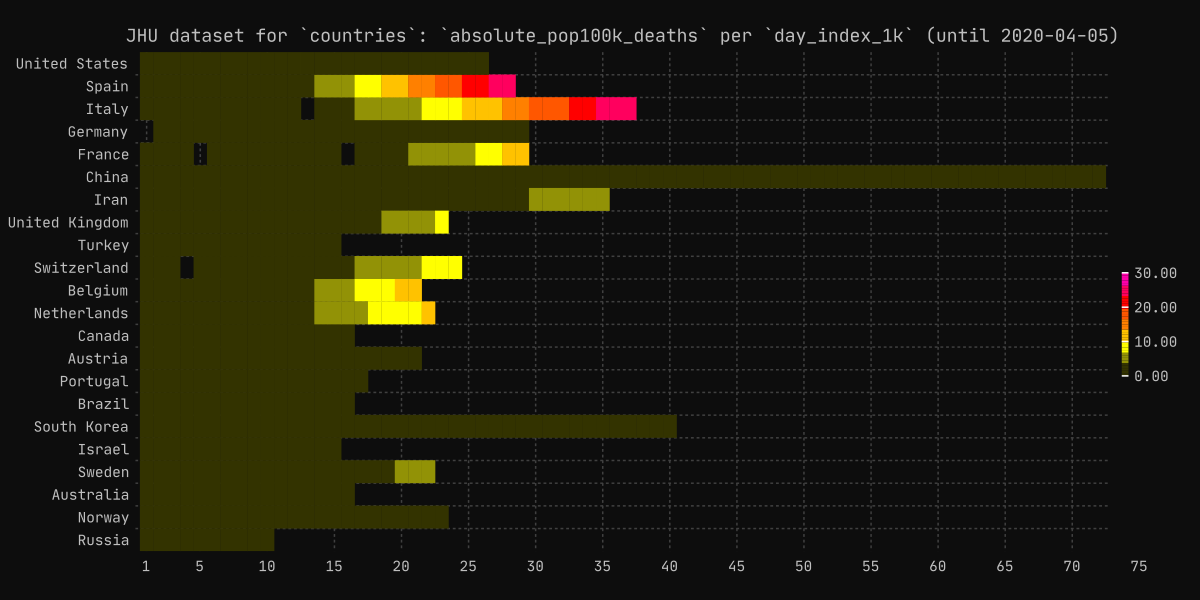 JHU dataset for `countries`: `absolute_pop100k_deaths` per `day_index_1k` (until 2020-04-05)
United States
Spain
Italy
Germany
France
China
Iran
United Kingdom
Turkey
Switzerland
Belgium
Netherlands
Canada
Austria
Portugal
Brazil
South Korea
Israel
Sweden
Australia
Norway
Russia
1 5 10 15 20 25 30 35 40 45 50 55 60 65 70 75
30.00
20.00
10.00
0.00